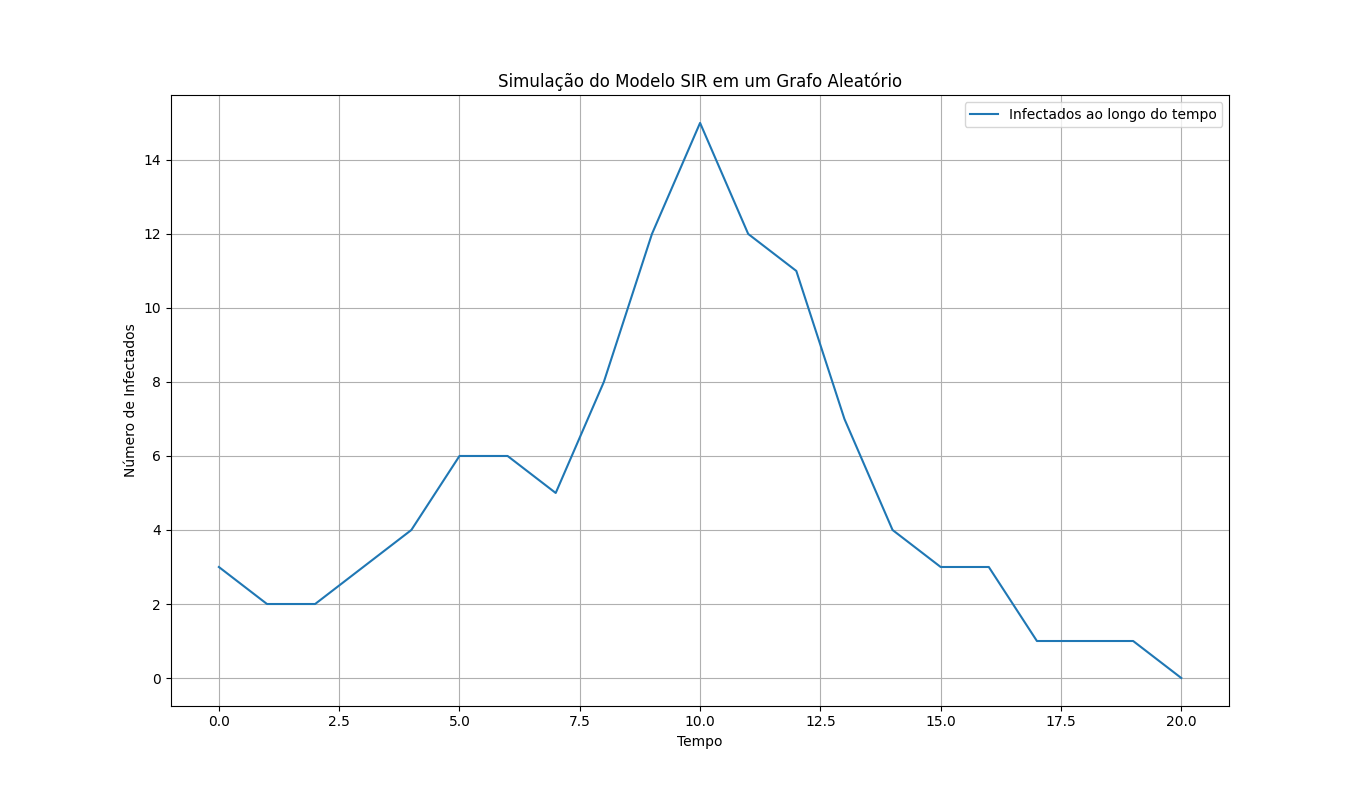 Simulação do Modelo SIR em um Grafo Aleatório
Infectados ao longo do tempo
Número de Infectados
14
12
10
8
6
4
2
0
0.0 2.5 5.0 7.5 10.0 12.5 15.0 17.5 20.0
Tempo